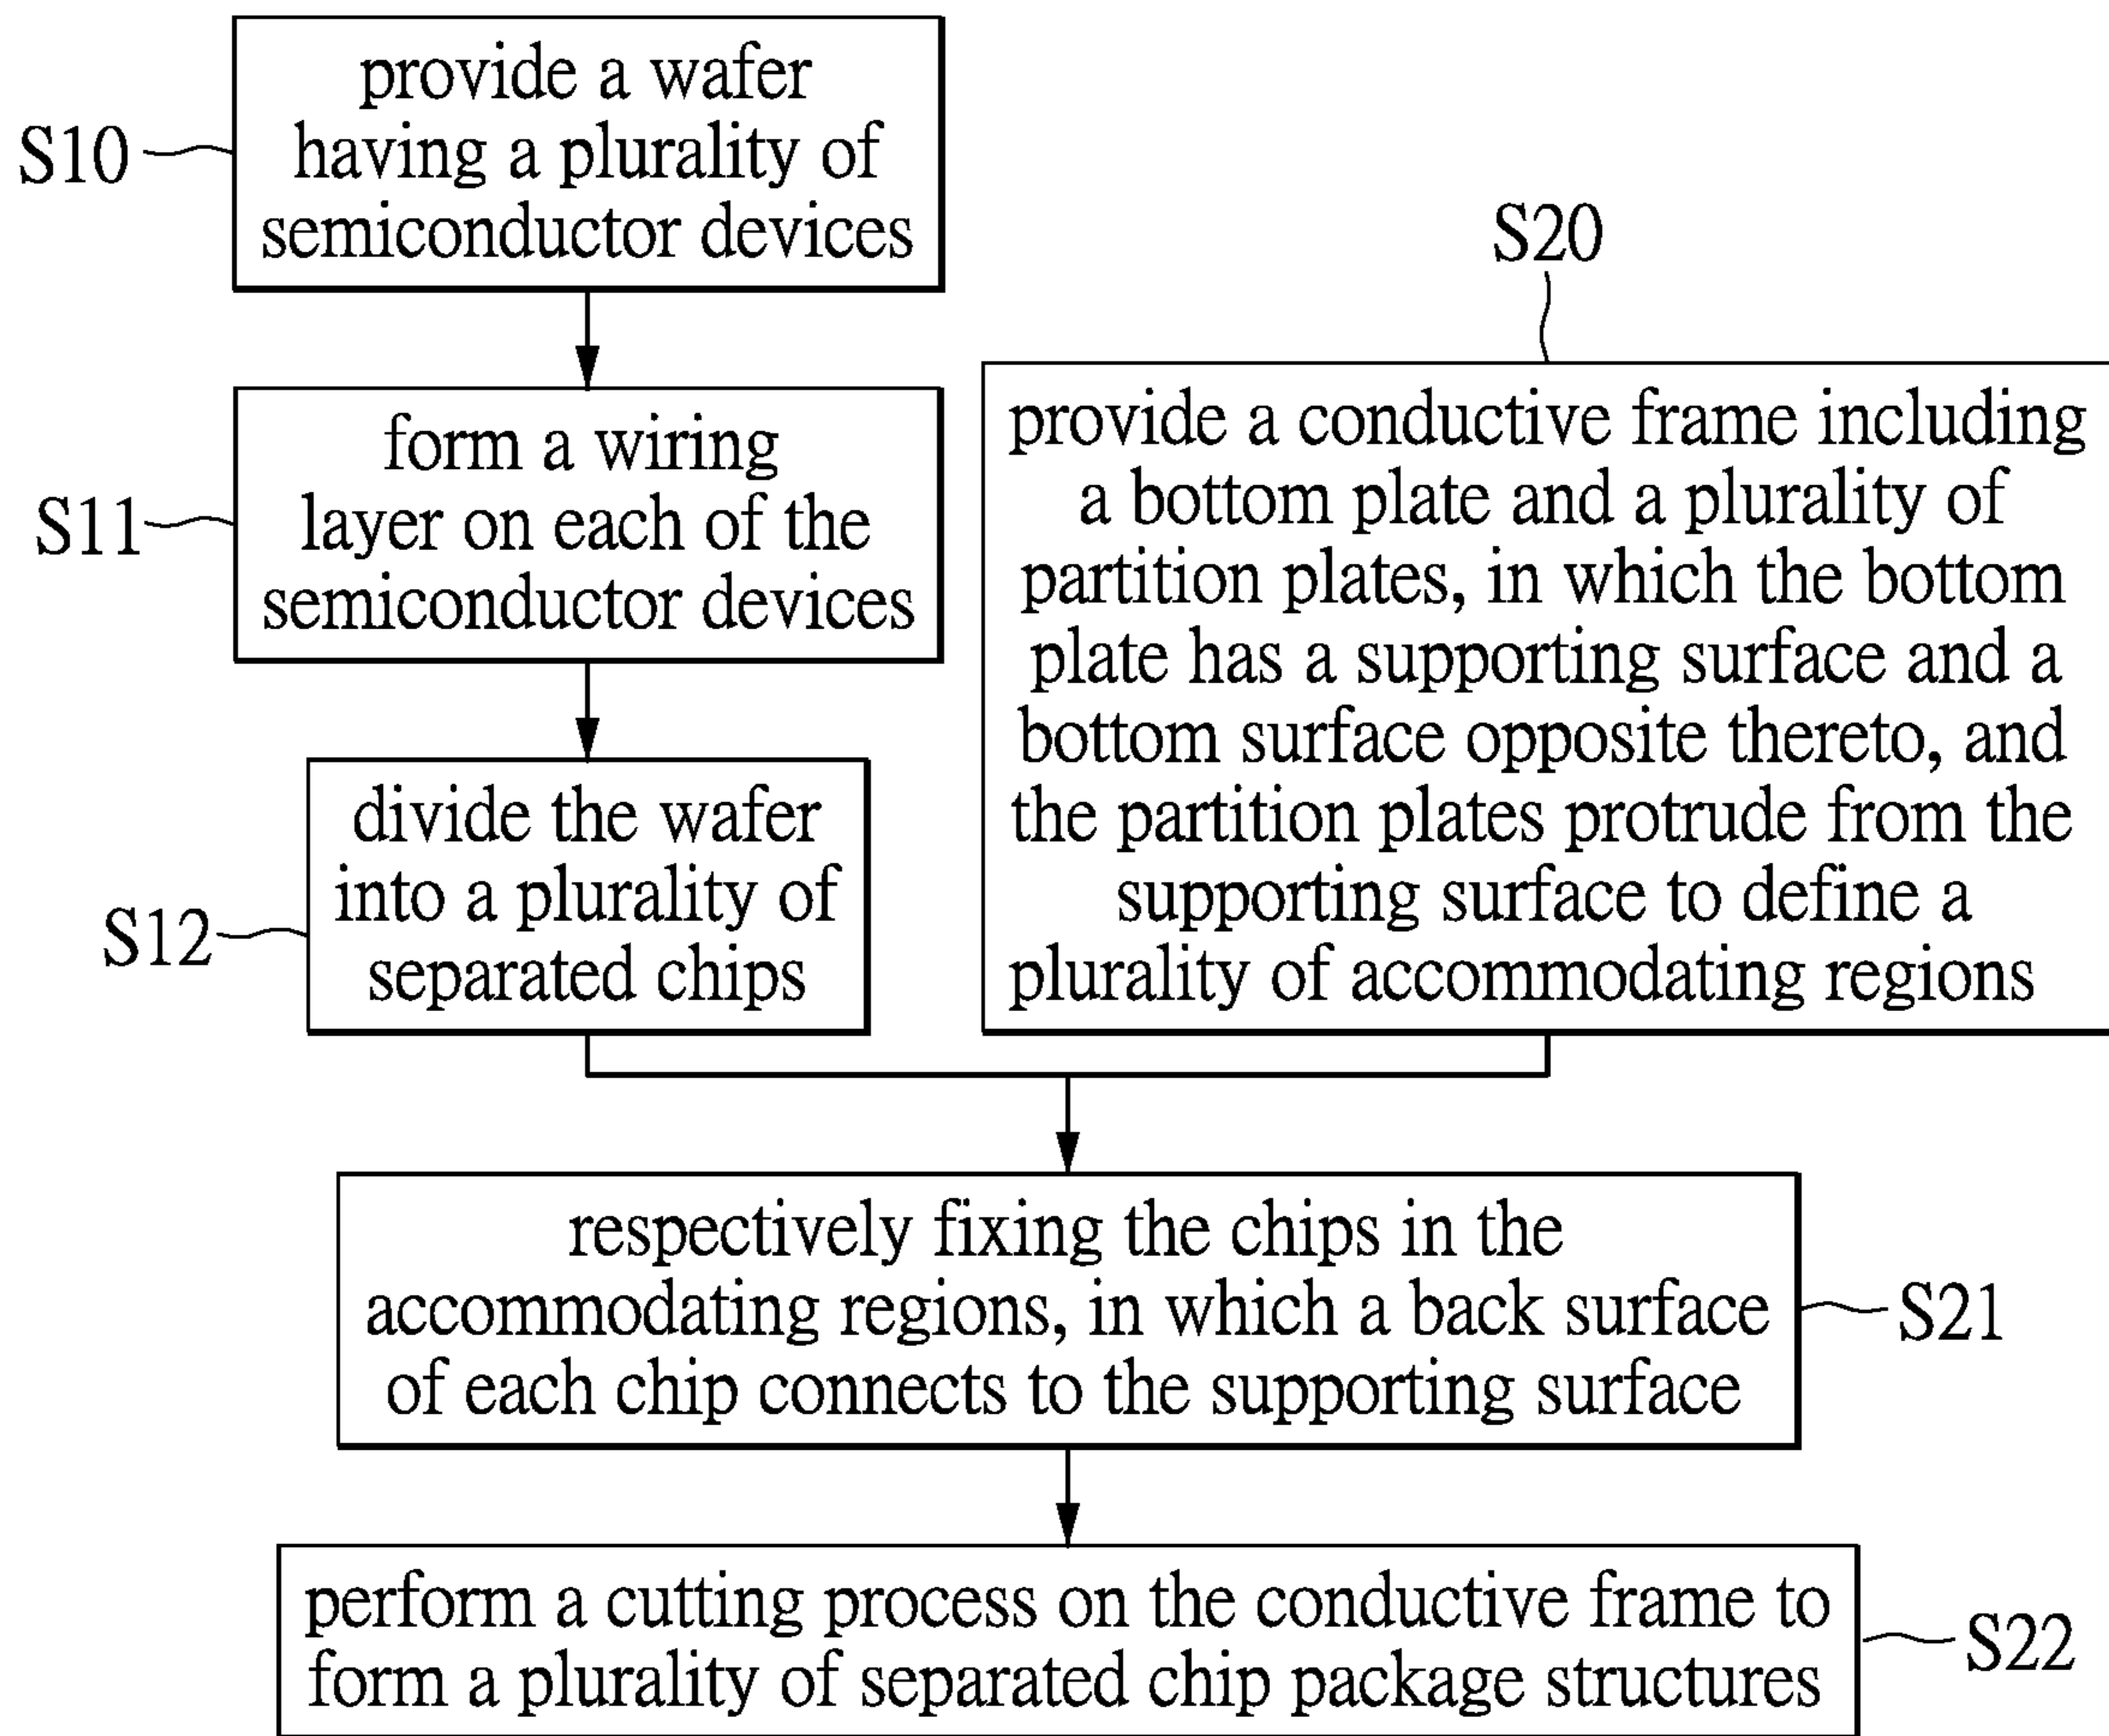 S10
provide a wafer
having a plurality of
semiconductor devices
S11
form a wiring
layer on each of the
semiconductor devices
S12
divide the wafer
into a plurality of
separated chips
S20
provide a conductive frame including
a bottom plate and a plurality of
partition plates, in which the bottom
plate has a supporting surface and a
bottom surface opposite thereto, and
the partition plates protrude from the
supporting surface to define a
plurality of accommodating regions
respectively fixing the chips in the
accommodating regions, in which a back surface
of each chip connects to the supporting surface
S21
perform a cutting process on the conductive frame to
form a plurality of separated chip package structures
S22